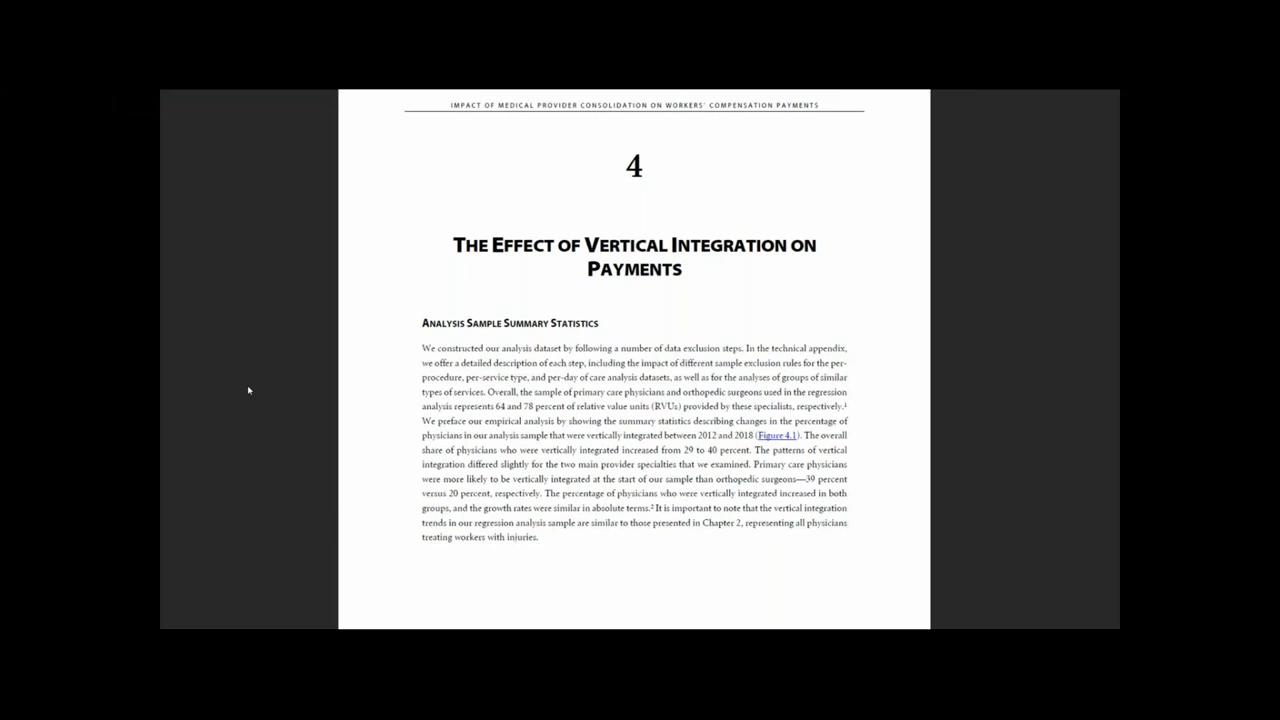 IMPACT OF MEDICAL PROVIDER CONSOLIDATION ON WORKERS' COMPENSATION PAYMENTS
4
THE EFFECT OF VERTICAL INTEGRATION ON
PAYMENTS
ANALYSIS SAMPLE SUMMARY STATISTICS
We constructed our analysis dataset by following a number of data exclusion steps. In the technical appendix,
we offer a detailed description of each step, including the impact of different sample exclusion rules for the per-
procedure, per-service type, and per-day of care analysis datasets, as well as for the analyses of groups of similar
types of services. Overall, the sample of primary care physicians and orthopedic surgeons used in the regression
analysis represents 64 and 78 percent of relative value units (RVUs) provided by these specialists, respectively.¹
We preface our empirical analysis by showing the summary statistics describing changes in the percentage of
physicians in our analysis sample that were vertically integrated between 2012 and 2018 (Figure 4.1). The overall
share of physicians who were vertically integrated increased from 29 to 40 percent. The patterns of vertical
integration differed slightly for the two main provider specialties that we examined. Primary care physicians
were more likely to be vertically integrated at the start of our sample than orthopedic surgeons—39 percent
versus 20 percent, respectively. The percentage of physicians who were vertically integrated increased in both
groups, and the growth rates were similar in absolute terms.² It is important to note that the vertical integration
trends in our regression analysis sample are similar to those presented in Chapter 2, representing all physicians
treating workers with injuries.